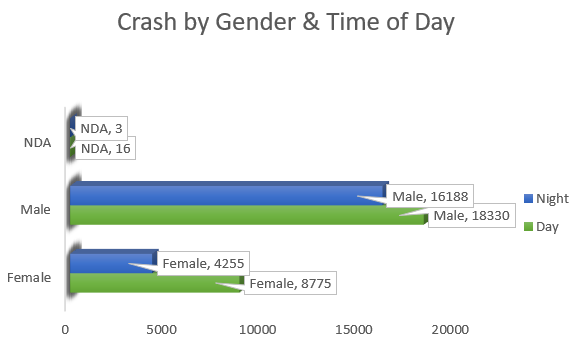 Crash by Gender & Time of Day
NDA
NDA, 3
NDA, 16
Male
Male, 16188
Male, 18330
Night
Day
Female
Female, 4255
Female, 8775
0
5000
10000
15000
20000